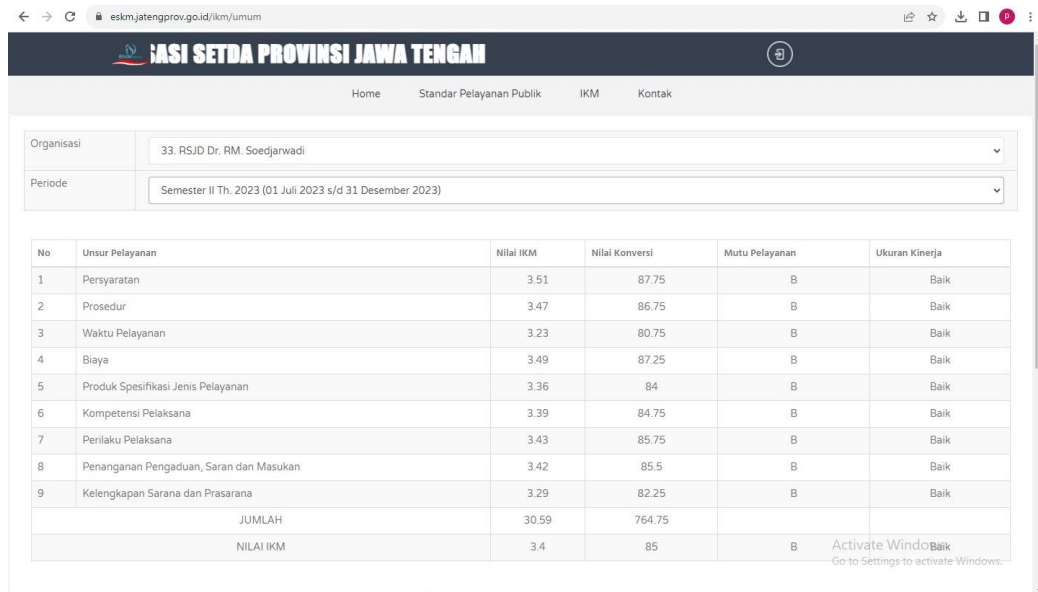 eskm.jatengprov.go.id/ikm/umum
P
SASI SETDA PROVINSI JAWA TENGAH
Home Standar Pelayanan Publik IKM Kontak
Organisasi 33. RSJD Dr. RM. Soedjarwadi
Periode Semester II Th. 2023 (01 Juli 2023 s/d 31 Desember 2023)
No Unsur Pelayanan Nilai IKM Nilai Konversi Mutu Pelayanan Ukuran Kinerja
1 Persyaratan 3.51 87.75 B Baik
2 Prosedur 3.47 86.75 B Baik
3 Waktu Pelayanan 3.23 80.75 B Baik
4 Biaya 3.49 87.25 B Baik
5 Produk Spesifikasi Jenis Pelayanan 3.36 84 B Baik
6 Kompetensi Pelaksana 3.39 84.75 B Baik
7 Perilaku Pelaksana 3.43 85.75 B Baik
8 Penanganan Pengaduan, Saran dan Masukan 3.42 85.5 B Baik
9 Kelengkapan Sarana dan Prasarana 3.29 82.25 B Baik
JUMLAH 30.59 764.75
NILAI IKM 3.4 85 B Baik
Activate Windows
Go to Settings to activate Windows.